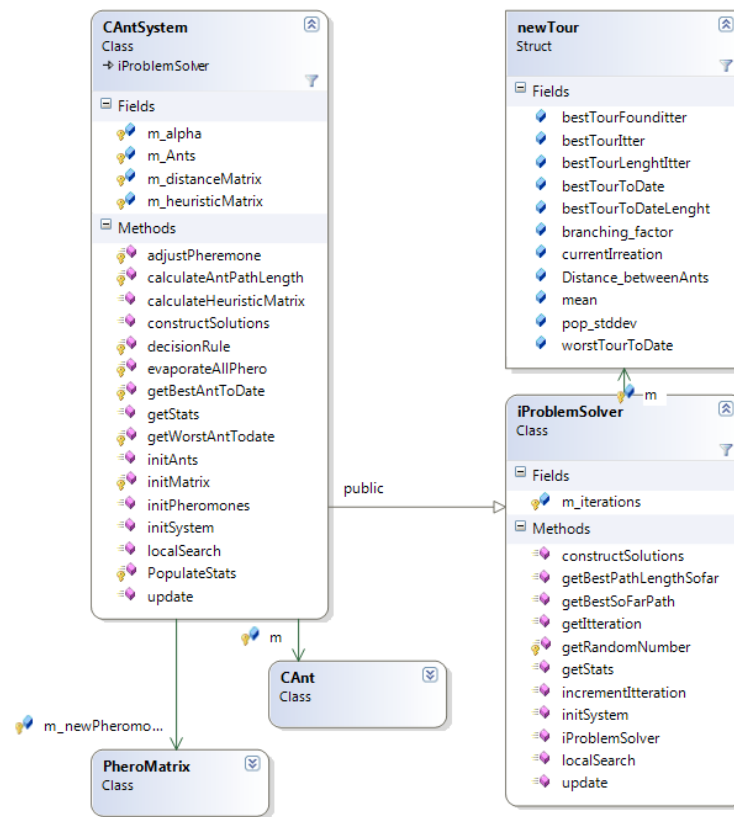 CAntSystem
Class
iProblemSolver
Fields
m_alpha
m_Ants
m_distanceMatrix
m_heuristicMatrix
Methods
adjustPheremone
calculateAntPathLength
calculateHeuristicMatrix
constructSolutions
decisionRule
evaporateAllPhero
getBestAntToDate
getStats
getWorstAntTodate
initAnts
initMatrix
initPheromones
initSystem
localSearch
PopulateStats
update
newTour
Struct
Fields
bestTourFounditter
bestTourItter
bestTourLenghtItter
bestTourToDate
bestTourToDateLenght
branching_factor
currentIrreation
Distance_betweenAnts
mean
pop_stddev
worstTourToDate
m
public
iProblemSolver
Class
Fields
m_iterations
Methods
constructSolutions
getBestPathLengthSofar
getBestSoFarPath
getItteration
getRandomNumber
getStats
incrementItteration
initSystem
iProblemSolver
localSearch
update
m
CAnt
Class
m_newPheromo...
PheroMatrix
Class